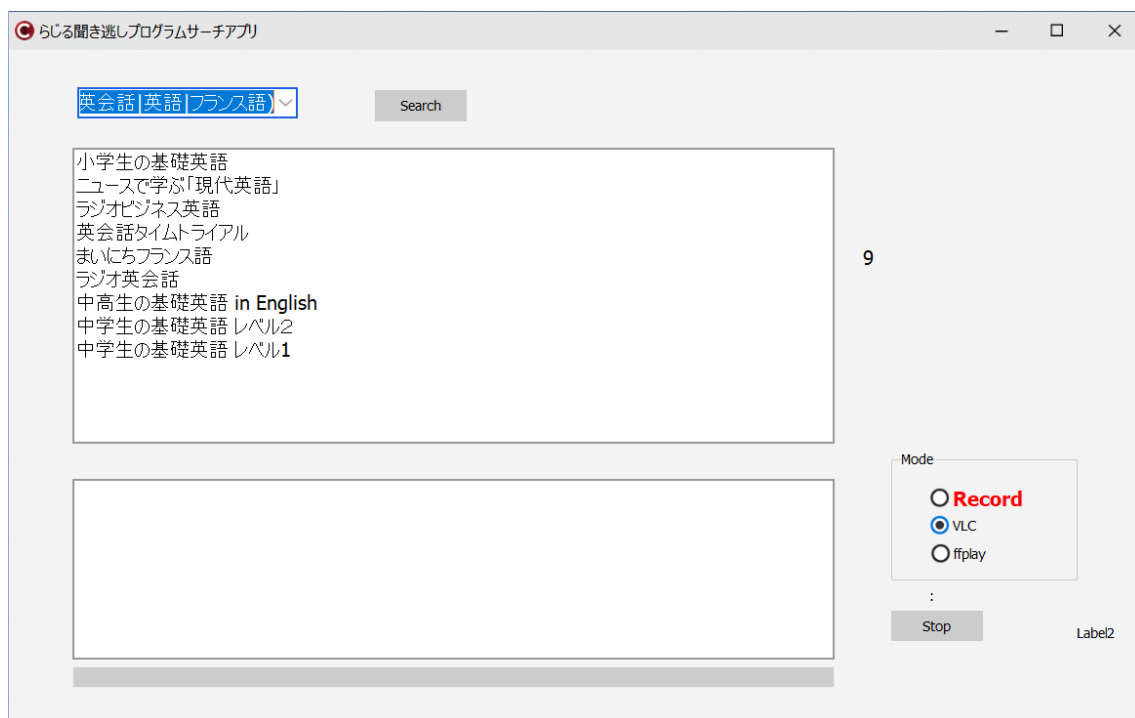 らじる聞き逃しプログラムサーチアプリ
英会話|英語|フランス語)
Search
小学生の基礎英語
ニュースで学ぶ「現代英語」
ラジオビジネス英語
英会話タイムトライアル
まいにちフランス語
ラジオ英会話
中高生の基礎英語 in English
中学生の基礎英語 レベル２
中学生の基礎英語 レベル1
9
Mode
Record
VLC
ffplay
:
Stop
Label2